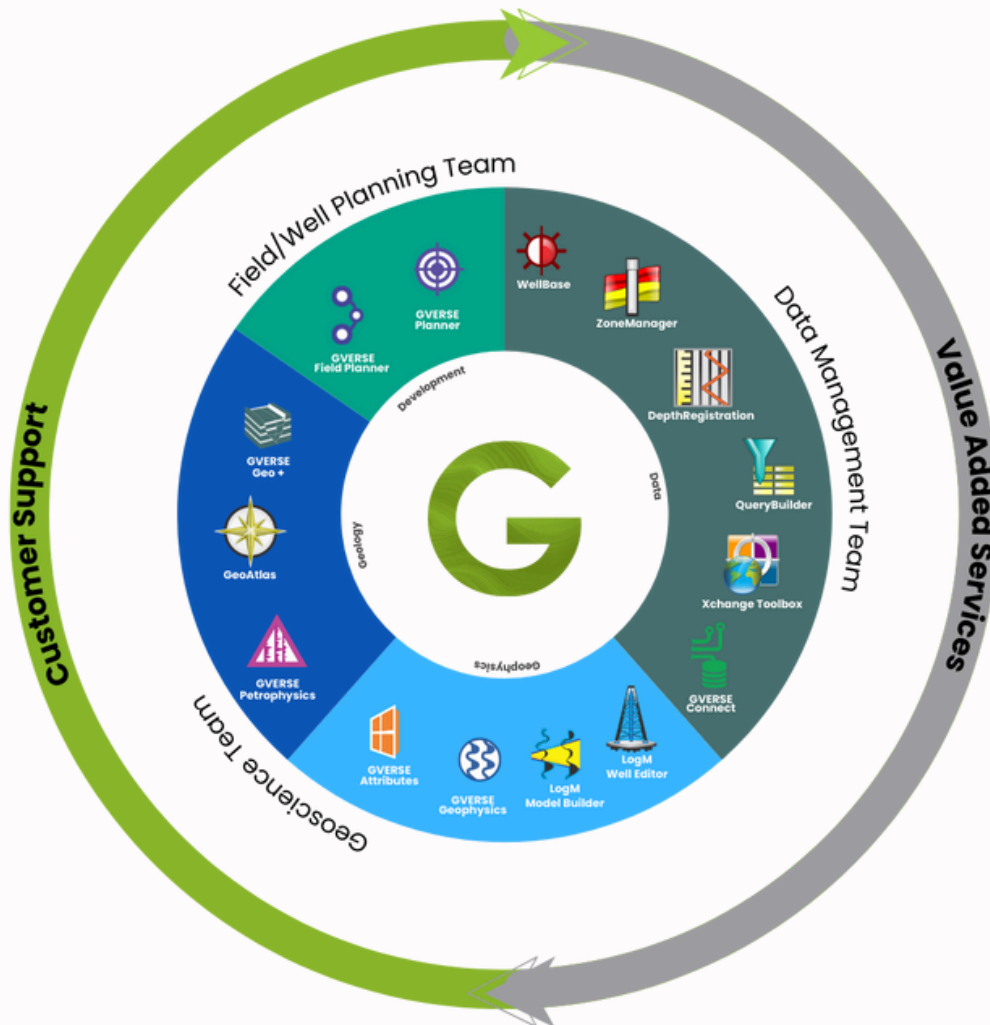 Field/Well Planning Team
WellBase
ZoneManager
GVERSE
Planner
GVERSE
Field Planner
DepthRegistration
Development
Data Management Team
Value Added Services
Customer Support
GVERSE
Geo +
Data
QueryBuilder
G
Geology
GeoAtlas
Xchange Toolbox
GVERSE
Petrophysics
Geophysics
GVERSE
Connect
Geoscience Team
GVERSE
Attributes
GVERSE
Geophysics
LogM
Model Builder
LogM
Well Editor